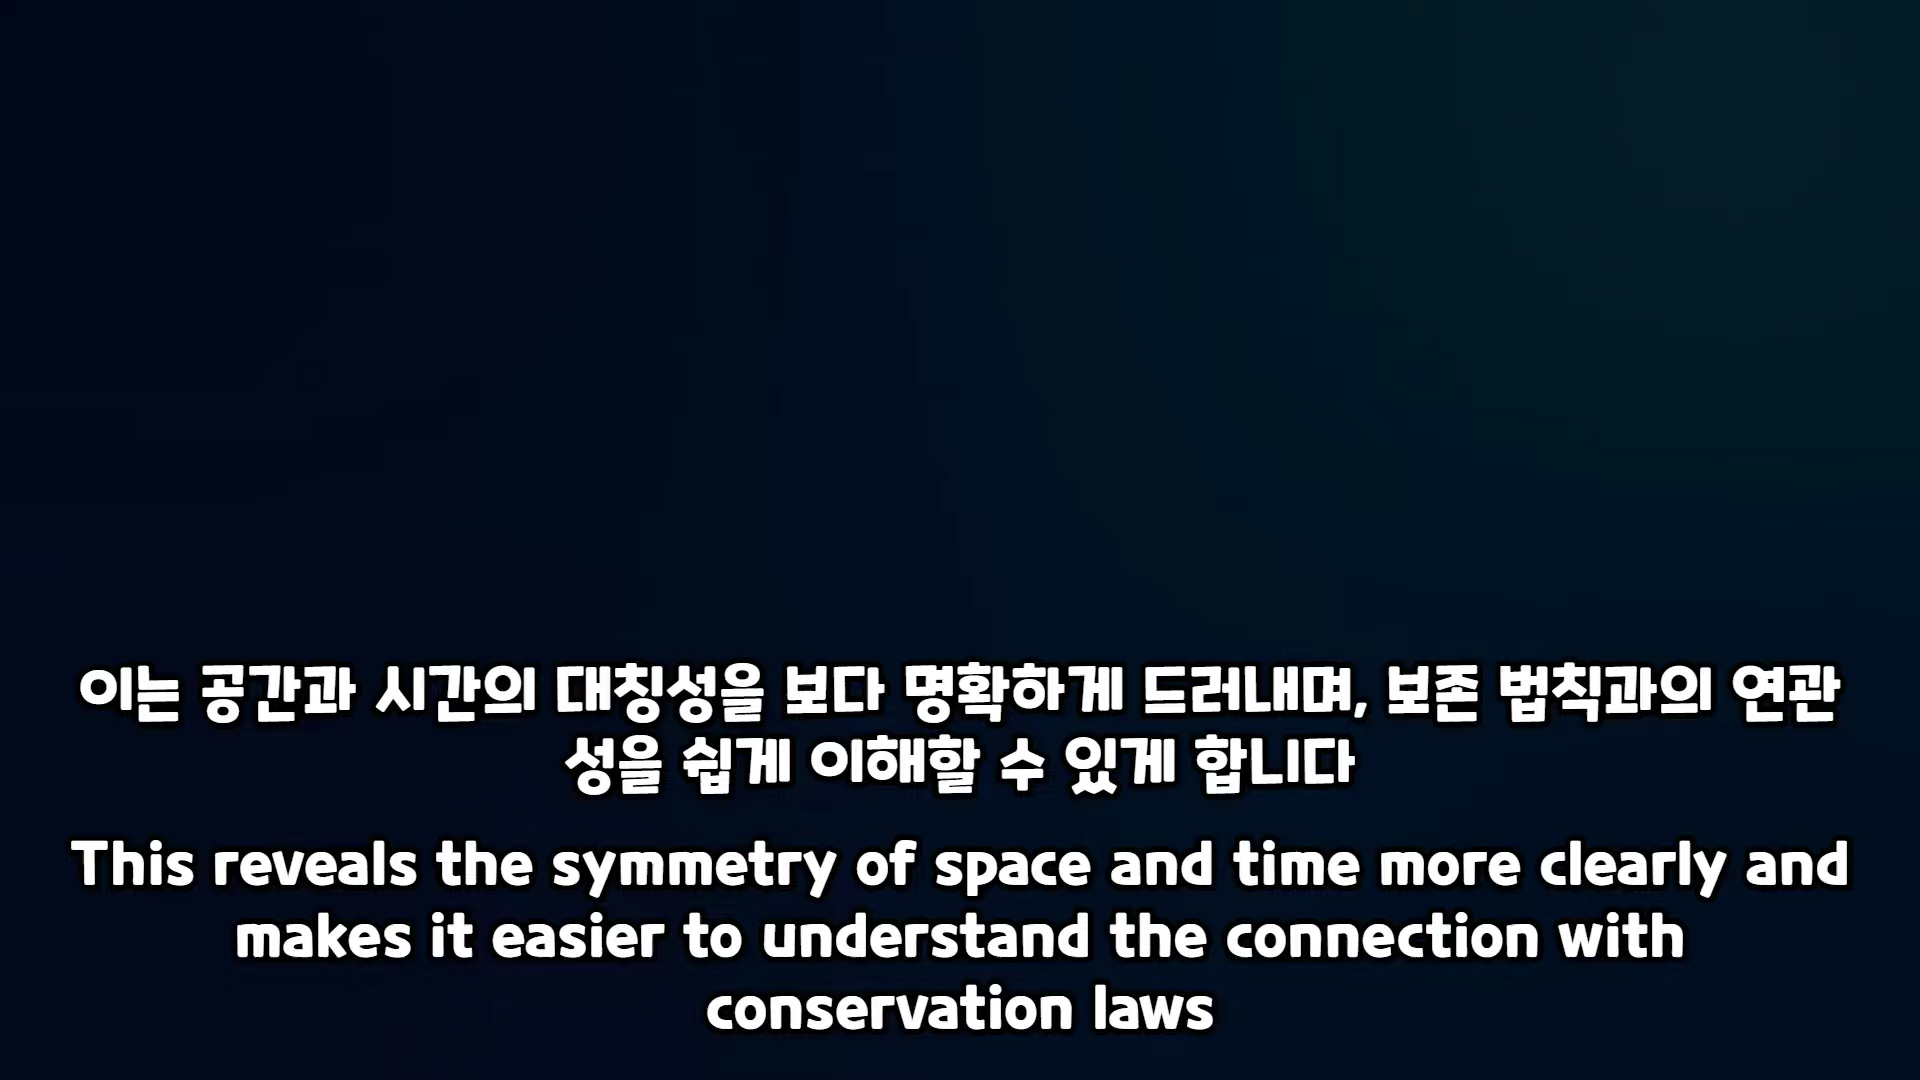 이는 공간과 시간의 대칭성을 보다 명확하게 드러내며, 보존 법칙과의 연관
성을 쉽게 이해할 수 있게 합니다
This reveals the symmetry of space and time more clearly and
makes it easier to understand the connection with
conservation laws